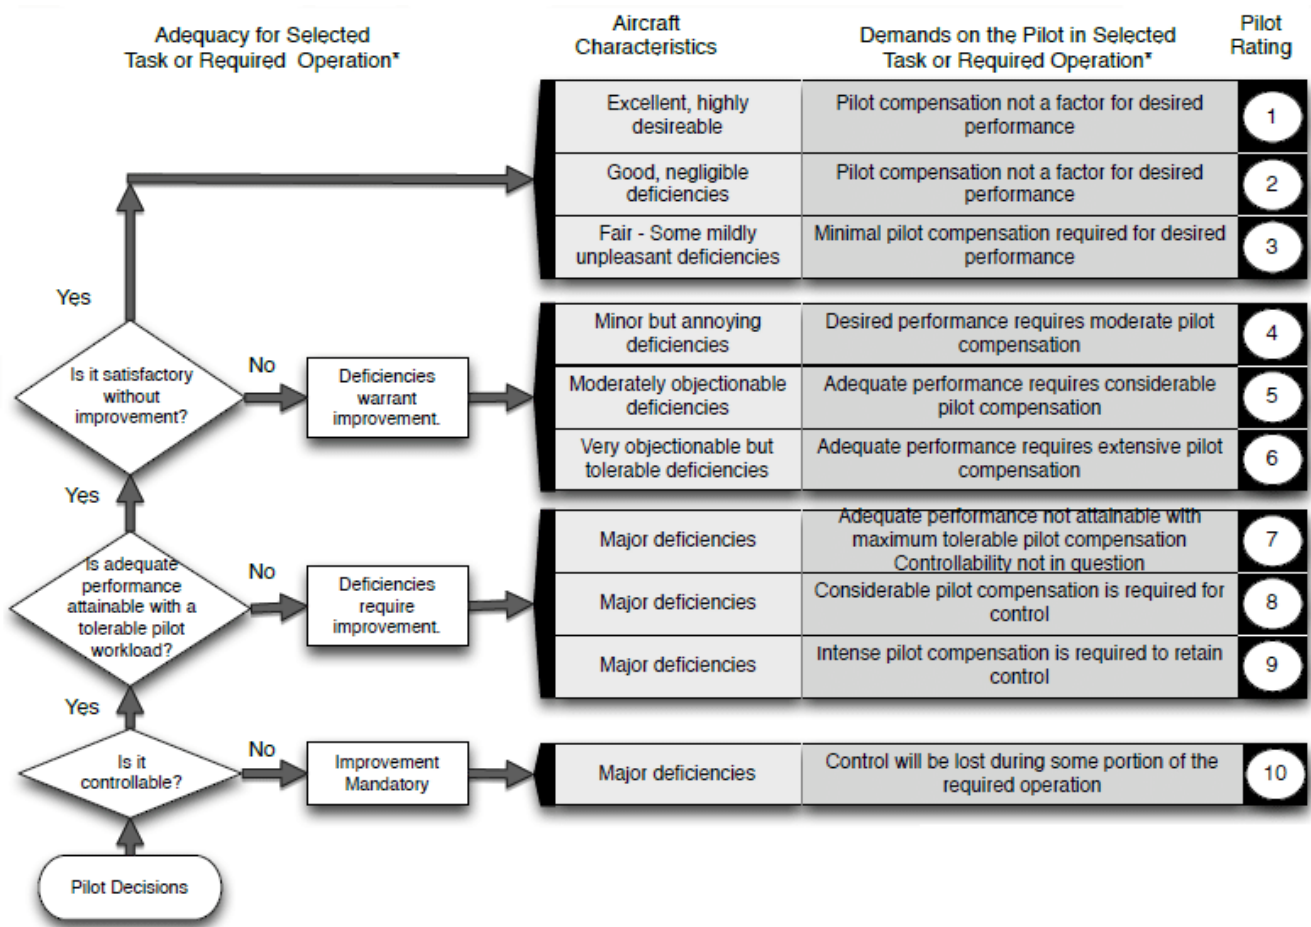 Adequacy for Selected
Task or Required Operation*
Aircraft
Characteristics
Demands on the Pilot in Selected
Task or Required Operation*
Pilot
Rating
Excellent, highly
desireable
Pilot compensation not a factor for desired
performance
1
Good, negligible
deficiencies
Pilot compensation not a factor for desired
performance
2
Fair - Some mildly
unpleasant deficiencies
Minimal pilot compensation required for desired
performance
3
Yes
Is it satisfactory
without
improvement?
No
Deficiencies
warrant
improvement.
Minor but annoying
deficiencies
Desired performance requires moderate pilot
compensation
4
Moderately objectionable
deficiencies
Adequate performance requires considerable
pilot compensation
5
Very objectionable but
tolerable deficiencies
Adequate performance requires extensive pilot
compensation
6
Yes
Is adequate
performance
attainable with a
tolerable pilot
workload?
No
Deficiencies
require
improvement.
Major deficiencies
Adequate performance not attainable with
maximum tolerable pilot compensation
Controllability not in question
7
Major deficiencies
Considerable pilot compensation is required for
control
8
Major deficiencies
Intense pilot compensation is required to retain
control
9
Yes
Is it
controllable?
No
Improvement
Mandatory
Major deficiencies
Control will be lost during some portion of the
required operation
10
Pilot Decisions